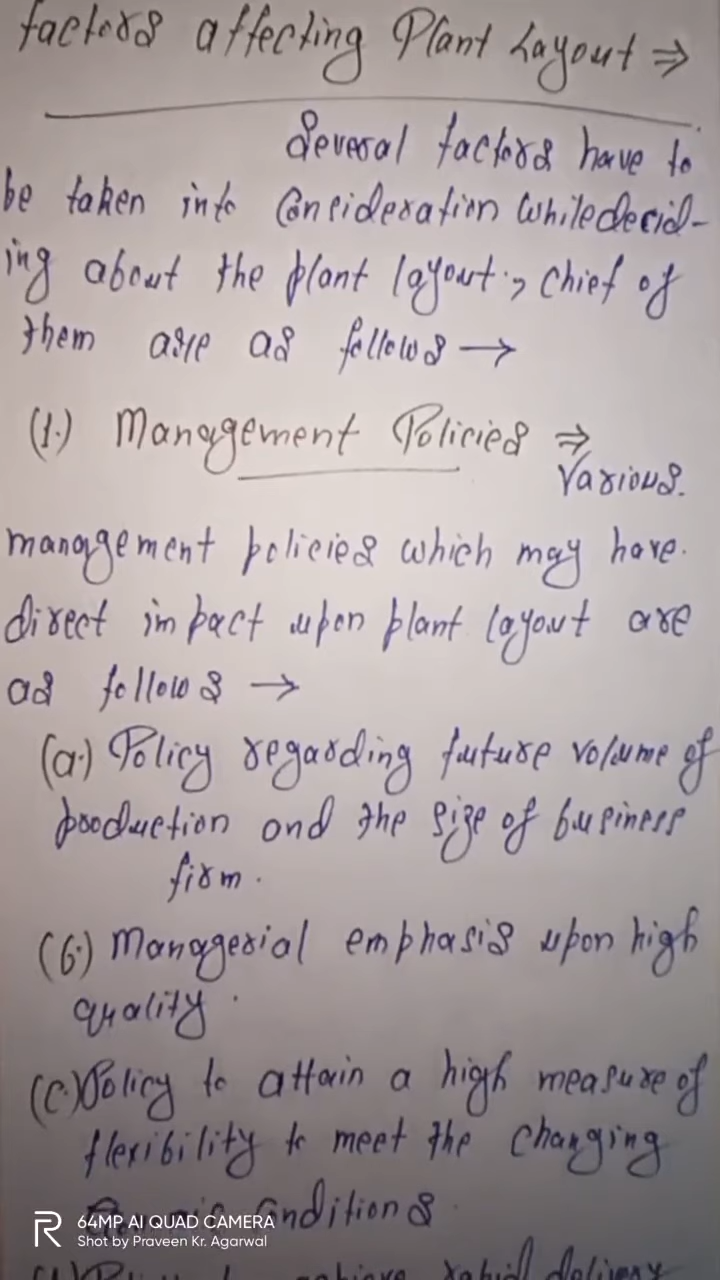 factors affecting Plant Layout ⇒
Several factors have to
be taken into Consideration while decid-
ing about the plant layout., chief of
them are as follows →
(1.) Management Policies ⇒
Various.
management policies which may have.
direct impact upon plant layout are
as follows →
(a.) Policy regarding future volume of
production and the size of business
firm.
(b.) Managerial emphasis upon high
quality.
(c.) Policy to attain a high measure of
flexibility to meet the changing
Conditions.
rapid delivery
64MP AI QUAD CAMERA
Shot by Praveen Kr. Agarwal